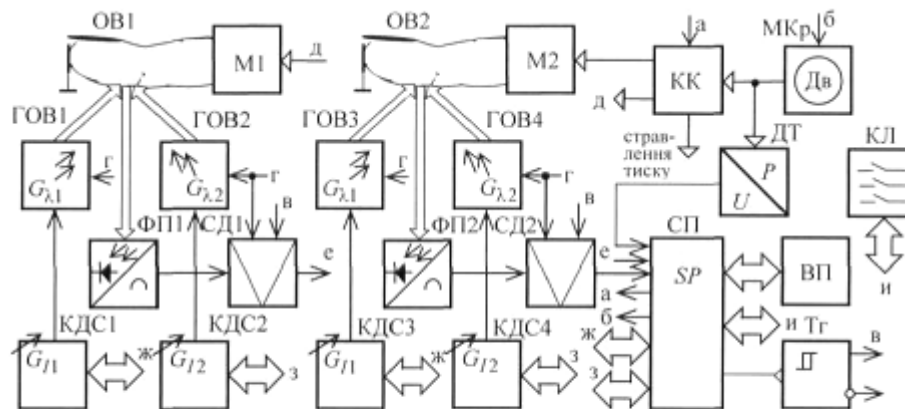 ОВ1
ОВ2
а
МКр
б
М1
д
М2
КК
Дв
д
ГОВ1
ГОВ2
ГОВ3
ГОВ4
страв-
лення
тиску
ДТ
КЛ
Gλ1
г
Gλ2
г
в
Gλ1
г
Gλ2
г
в
P
U
ФП1
СД1
ФП2
СД2
СП
е
е
SP
ВП
и
а
б
КДС1
КДС2
КДС3
КДС4
и
Тг
ж
GI1
ж
GI2
з
GI1
ж
GI2
з
з
в